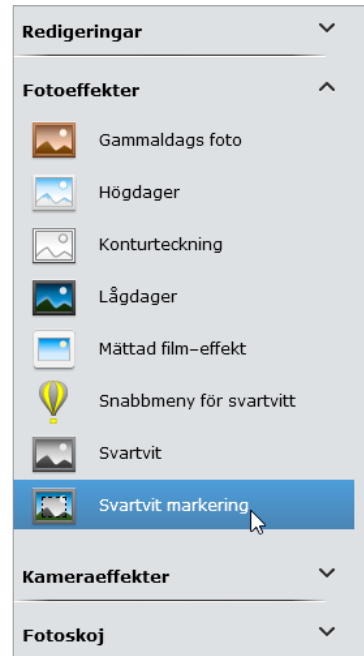 Redigeringar
Fotoeffekter
Gammaldags foto
Högdager
Konturteckning
Lågdager
Mättad film-effekt
Snabbmeny för svartvitt
Svartvit
Svartvit markering
Kameraeffekter
Fotoskoj